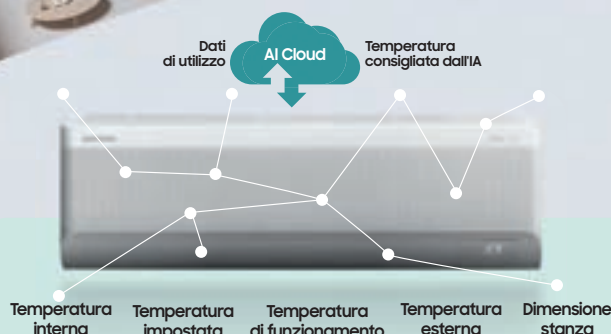 Dati
di utilizzo
AI Cloud
Temperatura
consigliata dall'IA
Temperatura
interna
Temperatura
impostata
Temperatura
di funzionamento
Temperatura
esterna
Dimensione
stanza